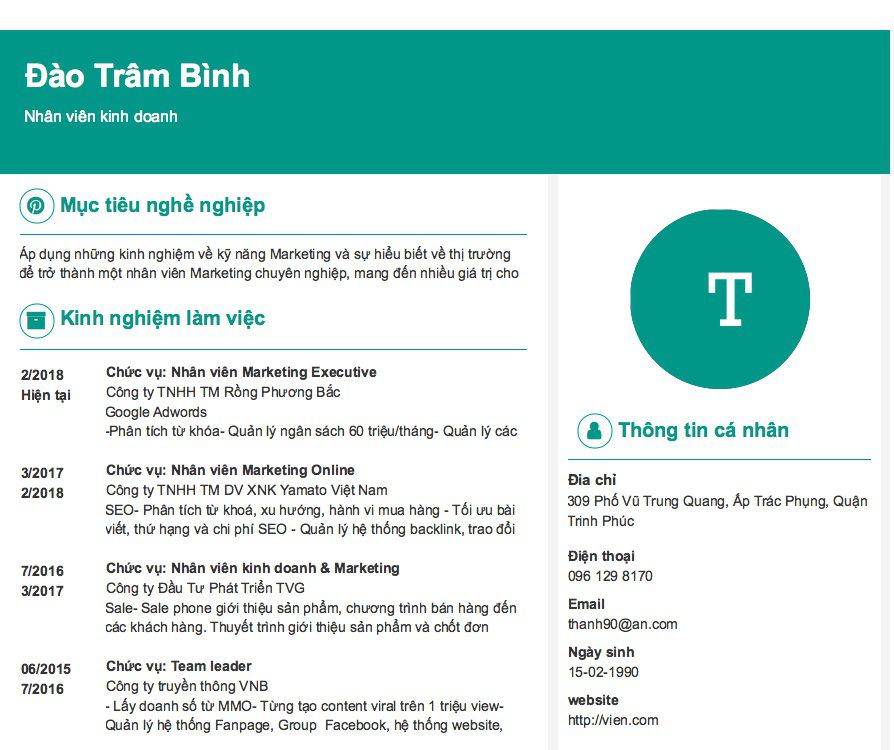 Đào Trâm Bình
Nhân viên kinh doanh
Mục tiêu nghề nghiệp
Áp dụng những kinh nghiệm về kỹ năng Marketing và sự hiểu biết về thị trường
để trở thành một nhân viên Marketing chuyên nghiệp, mang đến nhiều giá trị cho
Kinh nghiệm làm việc
2/2018
Hiện tại
Chức vụ: Nhân viên Marketing Executive
Công ty TNHH TM Rồng Phương Bắc
Google Adwords
-Phân tích từ khóa- Quản lý ngân sách 60 triệu/tháng- Quản lý các
3/2017
2/2018
Chức vụ: Nhân viên Marketing Online
Công ty TNHH TM DV XNK Yamato Việt Nam
SEO- Phân tích từ khoá, xu hướng, hành vi mua hàng - Tối ưu bài
viết, thứ hạng và chi phí SEO - Quản lý hệ thống backlink, trao đổi
7/2016
3/2017
Chức vụ: Nhân viên kinh doanh & Marketing
Công ty Đầu Tư Phát Triển TVG
Sale- Sale phone giới thiệu sản phẩm, chương trình bán hàng đến
các khách hàng. Thuyết trình giới thiệu sản phẩm và chốt đơn
06/2015
7/2016
Chức vụ: Team leader
Công ty truyền thông VNB
- Lấy doanh số từ MMO- Từng tạo content viral trên 1 triệu view-
Quản lý hệ thống Fanpage, Group Facebook, hệ thống website,
T
Thông tin cá nhân
Đia chỉ
309 Phố Vũ Trung Quang, Ấp Trác Phụng, Quận
Trinh Phúc
Điện thoại
096 129 8170
Email
thanh90@an.com
Ngày sinh
15-02-1990
website
http://vien.com